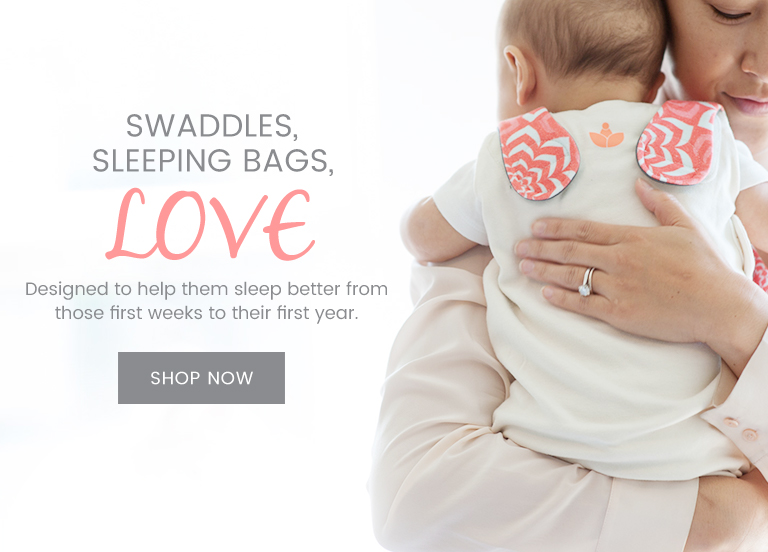 SWADDLES,
SLEEPING BAGS,
LOVE
Designed to help them sleep better from
those first weeks to their first year.
SHOP NOW